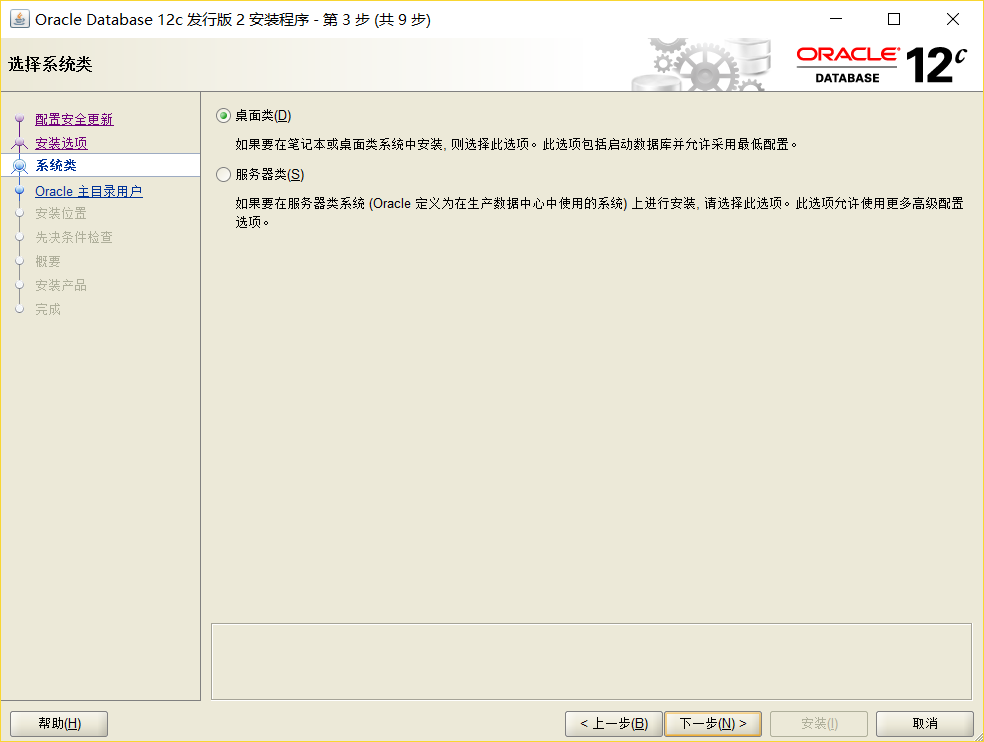 Oracle Database 12c 发行版 2 安装程序 - 第 3 步 (共 9 步)
选择系统类
ORACLE®
DATABASE
12c
配置安全更新
安装选项
系统类
Oracle 主目录用户
安装位置
先决条件检查
概要
安装产品
完成
桌面类(D)
如果要在笔记本或桌面类系统中安装, 则选择此选项。此选项包括启动数据库并允许采用最低配置。
服务器类(S)
如果要在服务器类系统 (Oracle 定义为在生产数据中心中使用的系统) 上进行安装, 请选择此选项。此选项允许使用更多高级配置
选项。
帮助(H)
< 上一步(B)
下一步(N) >
安装(I)
取消